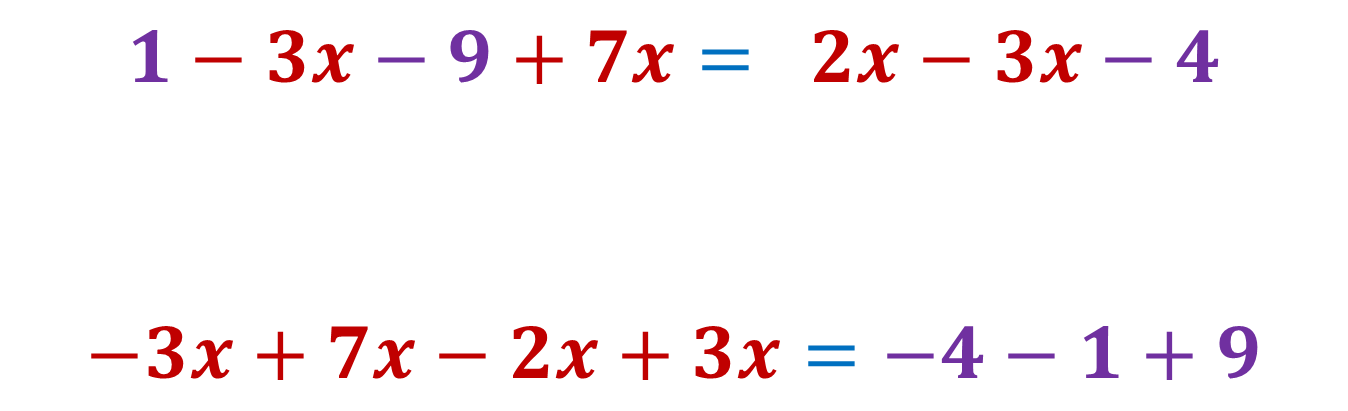 1 − 3x − 9 + 7x = 2x − 3x − 4
−3x + 7x − 2x + 3x = −4 − 1 + 9